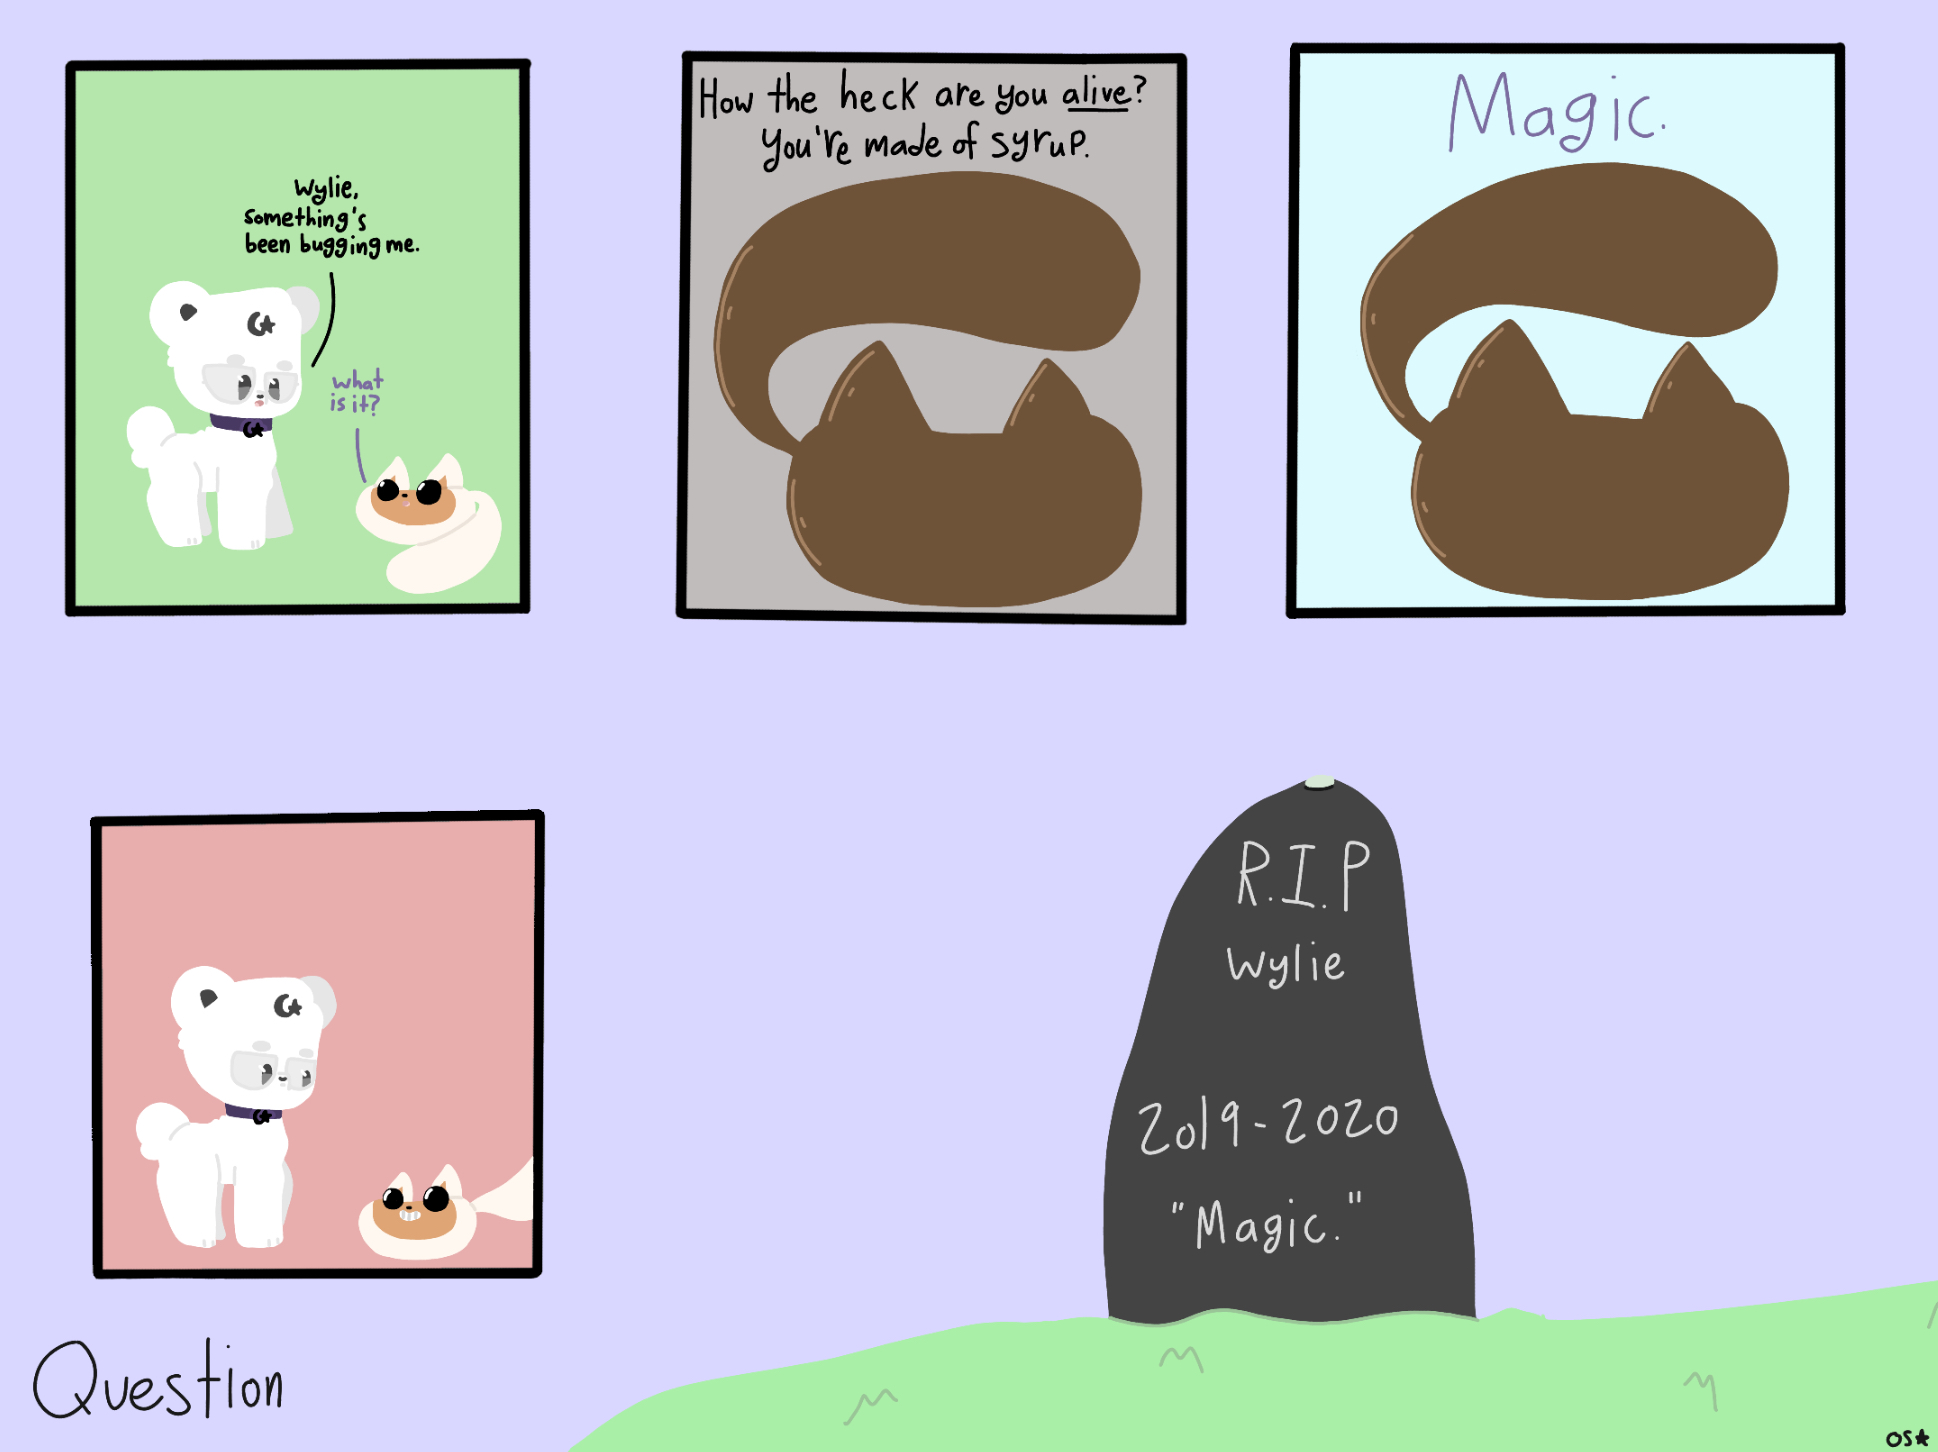 Wylie,
something's
been bugging me.
what
is it?
How the heck are you alive?
You're made of syrup.
Magic.
R.I.P
Wylie
2019-2020
"Magic."
Question
OS★